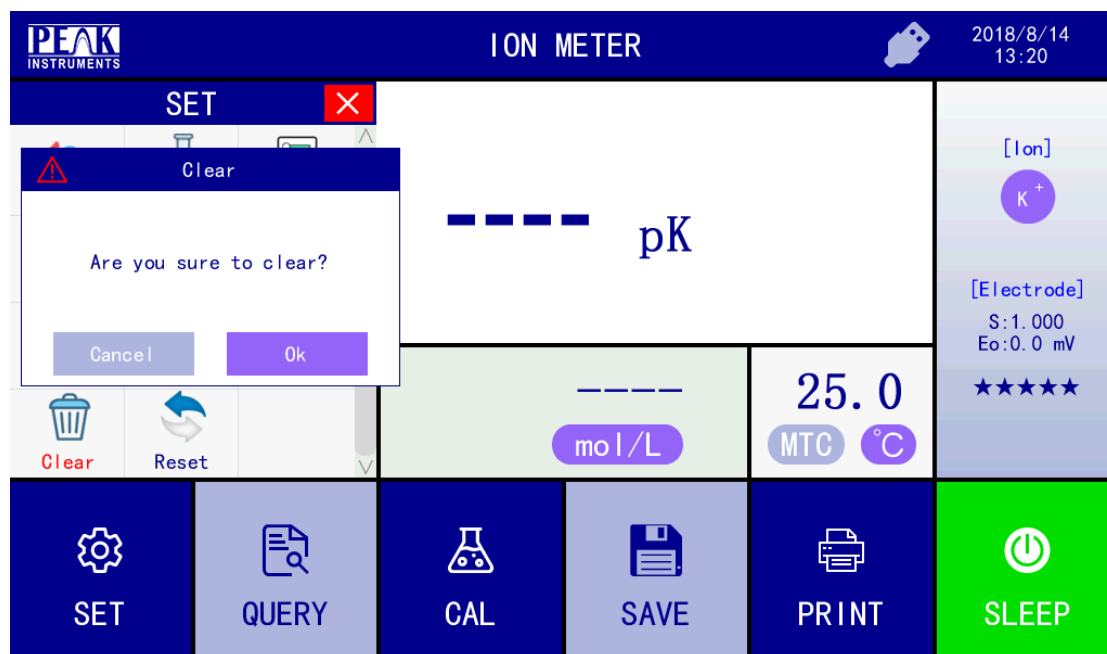 PEAK
INSTRUMENTS
ION METER
2018/8/14
13:20
SET
Clear
Are you sure to clear?
Cancel
Ok
Clear
Reset
---- pK
----
mol/L
25.0
MTC
°C
[Ion]
K+
[Electrode]
S:1.000
Eo:0.0 mV
★★★★★
SET
QUERY
CAL
SAVE
PRINT
SLEEP